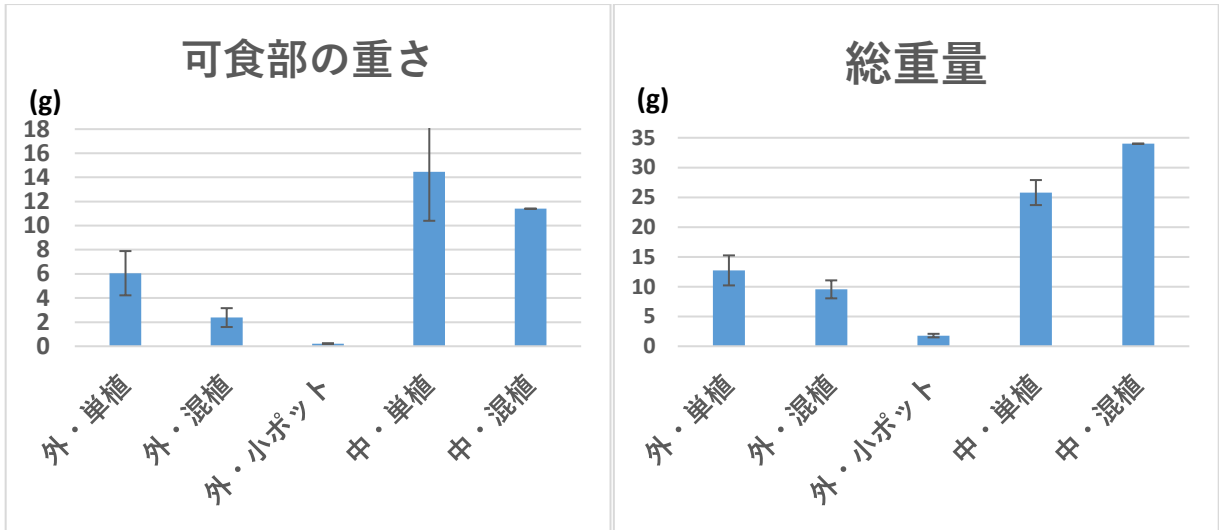 可食部の重さ
(g)
18
16
14
12
10
8
6
4
2
0
外・単植
外・混植
外・小ポット
中・単植
中・混植
総重量
(g)
35
30
25
20
15
10
5
0
外・単植
外・混植
外・小ポット
中・単植
中・混植